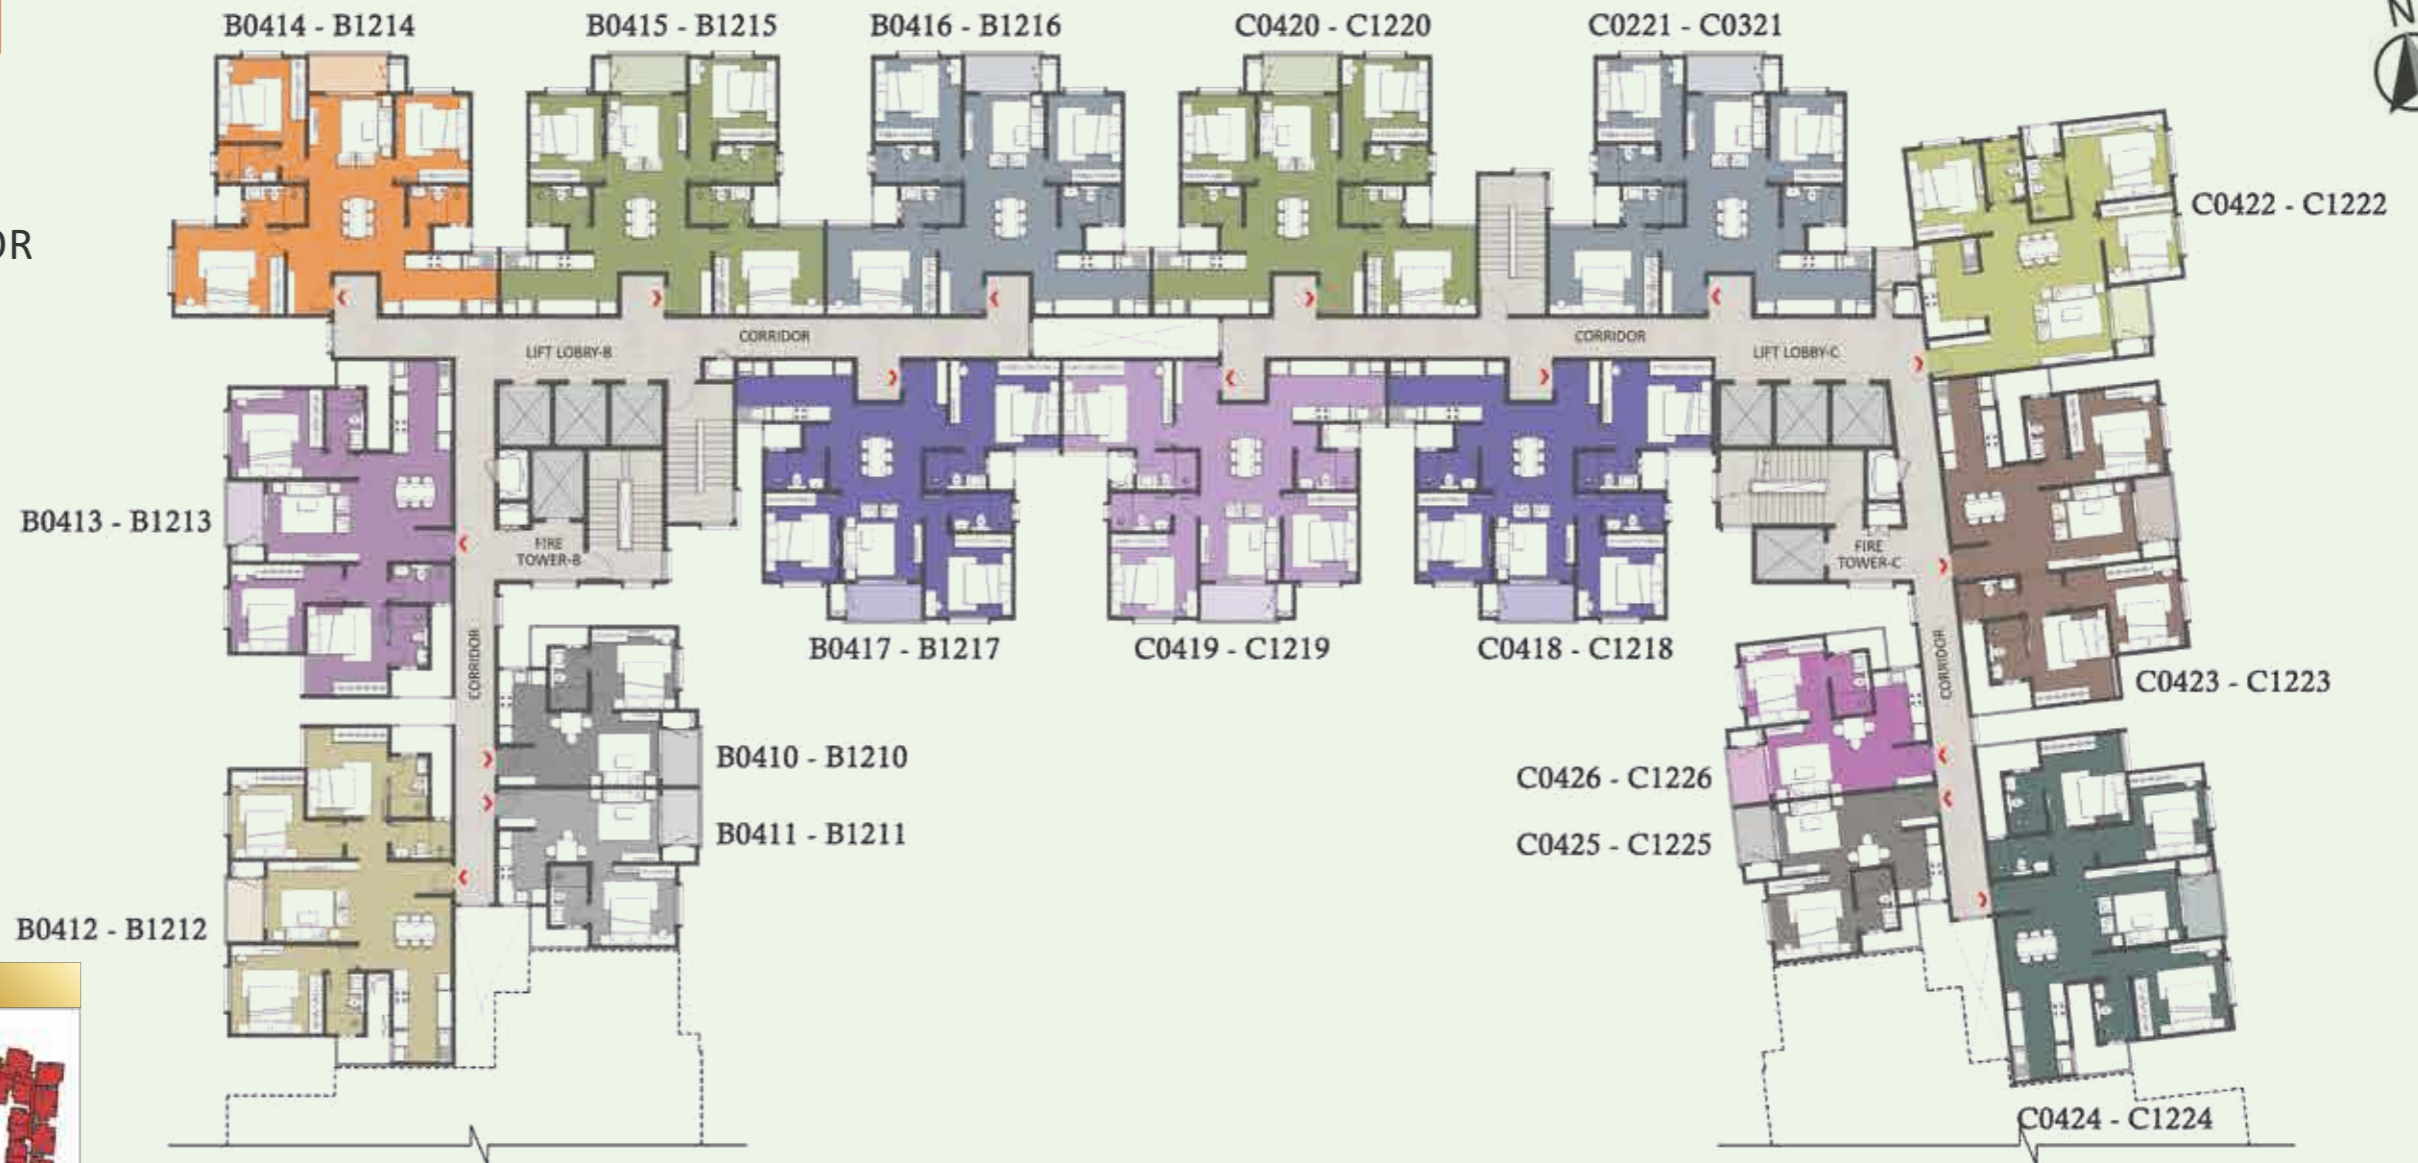 B0414 - B1214
B0415 - B1215
B0416 - B1216
C0420 - C1220
C0221 - C0321
N
C0422 - C1222
OR
CORRIDOR
CORRIDOR
LIFT LOBBY-B
LIFT LOBBY-C
B0413 - B1213
FIRE
TOWER-B
FIRE
TOWER-C
B0417 - B1217
C0419 - C1219
C0418 - C1218
CORRIDOR
CORRIDOR
C0423 - C1223
B0410 - B1210
C0426 - C1226
B0411 - B1211
C0425 - C1225
B0412 - B1212
C0424 - C1224